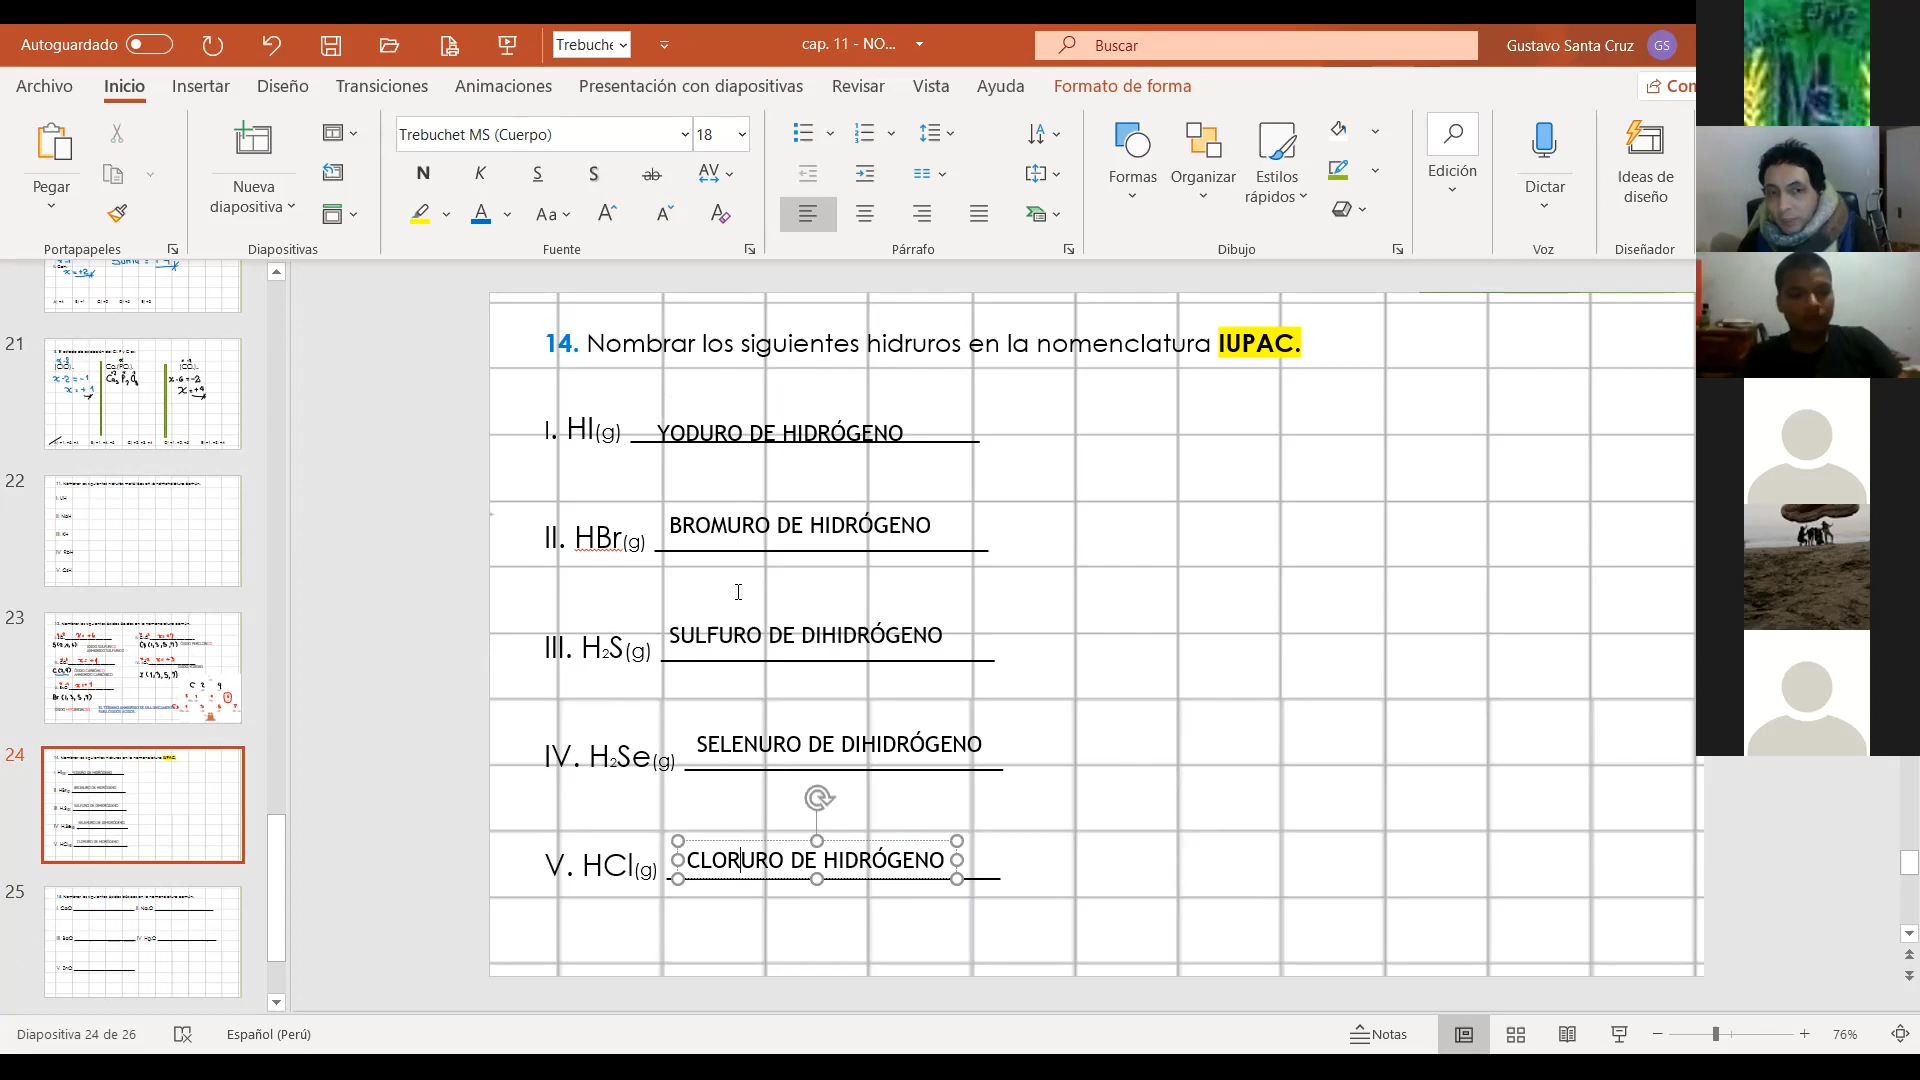 Autoguardado
Trebuche
cap. 11 - NO...
Buscar
Gustavo Santa Cruz
GS
Archivo
Inicio
Insertar
Diseño
Transiciones
Animaciones
Presentación con diapositivas
Revisar
Vista
Ayuda
Formato de forma
Com
Pegar
Nueva
diapositiva
Trebuchet MS (Cuerpo)
18
N
K
S
S
ab
AV
A
Aa
A
A
A
Formas
Organizar
Estilos
rápidos
Edición
Dictar
Ideas de
diseño
Portapapeles
Diapositivas
Fuente
Párrafo
Dibujo
Voz
Diseñador
21
22
23
24
25
14. Nombrar los siguientes hidruros en la nomenclatura IUPAC.
I. HI(g) YODURO DE HIDRÓGENO
II. HBr(g) BROMURO DE HIDRÓGENO
III. H2S(g) SULFURO DE DIHIDRÓGENO
IV. H2Se(g) SELENURO DE DIHIDRÓGENO
V. HCl(g) CLORURO DE HIDRÓGENO
Diapositiva 24 de 26
Español (Perú)
Notas
76%